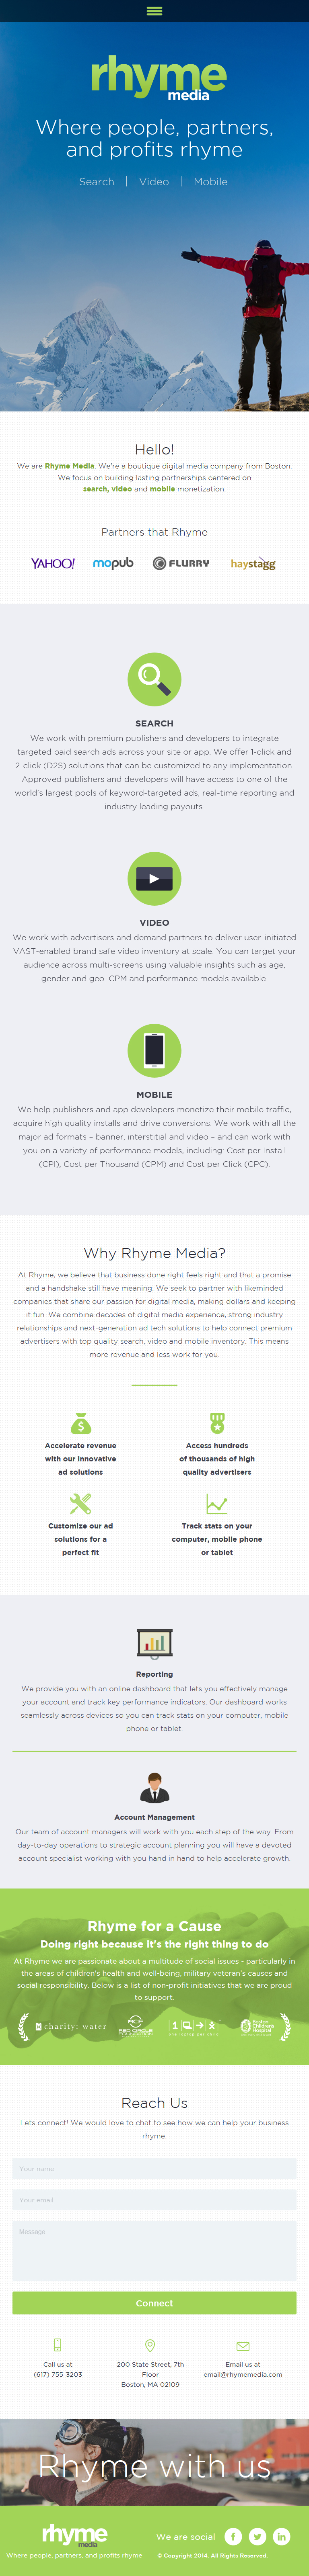 rhyme
media
Where people, partners,
and profits rhyme
Search
Video
Mobile
Hello!
We are Rhyme Media. We're a boutique digital media company from Boston.
We focus on building lasting partnerships centered on
search, video and mobile monetization.
Partners that Rhyme
YAHOO!
mopub
FLURRY
haystagg
SEARCH
We work with premium publishers and developers to integrate
targeted paid search ads across your site or app. We offer 1-click and
2-click (D2S) solutions that can be customized to any implementation.
Approved publishers and developers will have access to one of the
world's largest pools of keyword-targeted ads, real-time reporting and
industry leading payouts.
VIDEO
We work with advertisers and demand partners to deliver user-initiated
VAST-enabled brand safe video inventory at scale. You can target your
audience across multi-screens using valuable insights such as age,
gender and geo. CPM and performance models available.
MOBILE
We help publishers and app developers monetize their mobile traffic,
acquire high quality installs and drive conversions. We work with all the
major ad formats – banner, interstitial and video – and can work with
you on a variety of performance models, including: Cost per Install
(CPI), Cost per Thousand (CPM) and Cost per Click (CPC).
Why Rhyme Media?
At Rhyme, we believe that business done right feels right and that a promise
and a handshake still have meaning. We seek to partner with likeminded
companies that share our passion for digital media, making dollars and keeping
it fun. We combine decades of digital media experience, strong industry
relationships and next-generation ad tech solutions to help connect premium
advertisers with top quality search, video and mobile inventory. This means
more revenue and less work for you.
Accelerate revenue
with our innovative
ad solutions
Access hundreds
of thousands of high
quality advertisers
Customize our ad
solutions for a
perfect fit
Track stats on your
computer, mobile phone
or tablet
Reporting
We provide you with an online dashboard that lets you effectively manage
your account and track key performance indicators. Our dashboard works
seamlessly across devices so you can track stats on your computer, mobile
phone or tablet.
Account Management
Our team of account managers will work with you each step of the way. From
day-to-day operations to strategic account planning you will have a devoted
account specialist working with you hand in hand to help accelerate growth.
Rhyme for a Cause
Doing right because it's the right thing to do
At Rhyme we are passionate about a multitude of social issues - particularly in
the areas of children's health and well-being, military veteran's causes and
social responsibility. Below is a list of non-profit initiatives that we are proud
to support.
charity: water
one laptop per child
Boston
Children's
Hospital
Reach Us
Lets connect! We would love to chat to see how we can help your business
rhyme.
Your name
Your email
Message
Connect
Call us at
(617) 755-3203
200 State Street, 7th
Floor
Boston, MA 02109
Email us at
email@rhymemedia.com
Rhyme with us
rhyme
media
Where people, partners, and profits rhyme
We are social
© Copyright 2014. All Rights Reserved.